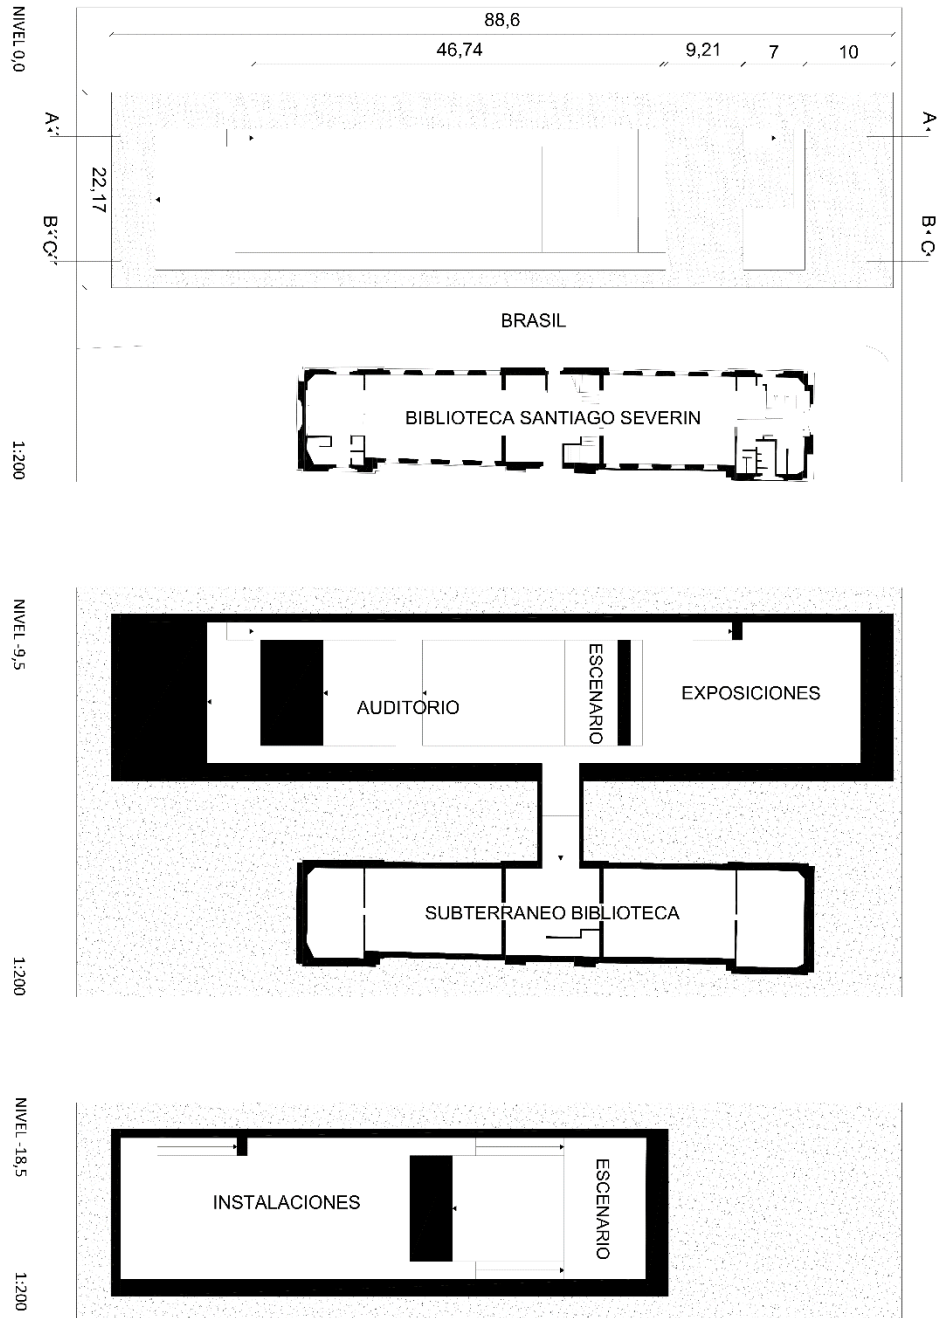 NIVEL 0,0
88,6
46,74
9,21
7
10
A'
A
22,17
B' C'
B C
BRASIL
BIBLIOTECA SANTIAGO SEVERIN
1:200
NIVEL -9,5
AUDITORIO
ESCENARIO
EXPOSICIONES
SUBTERRANEO BIBLIOTECA
1:200
NIVEL -18,5
INSTALACIONES
ESCENARIO
1:200